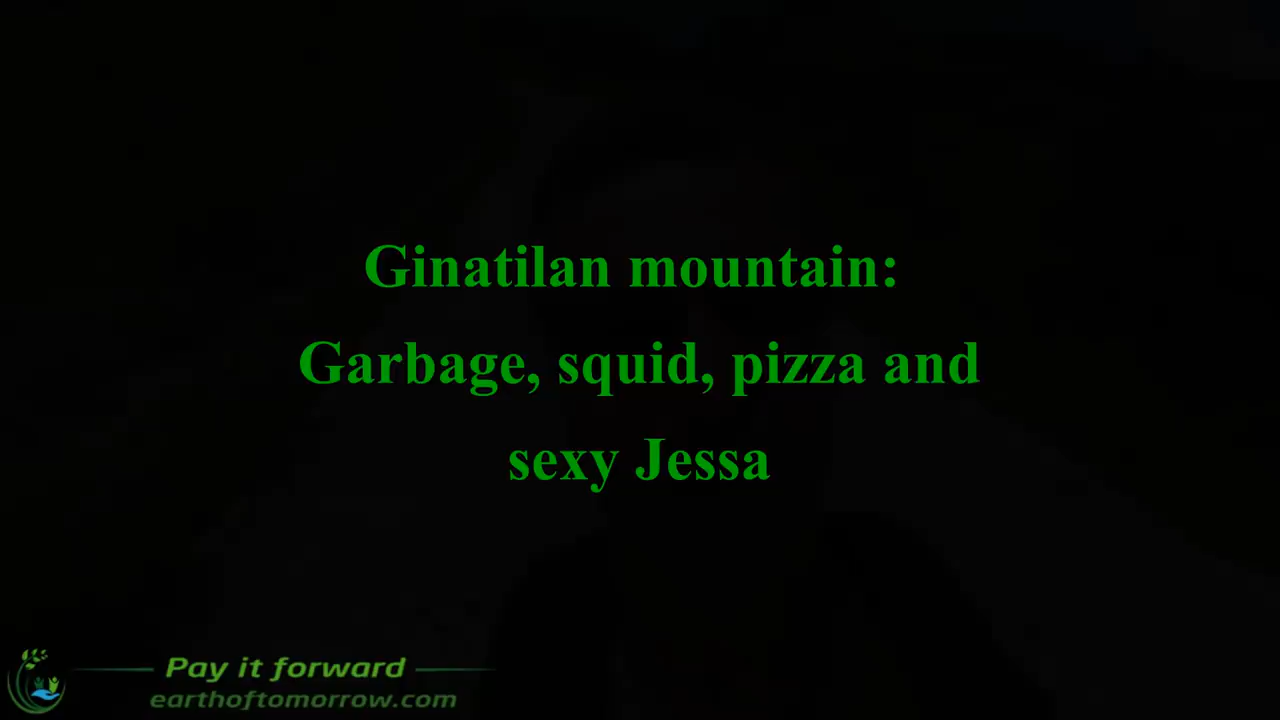 Ginatilan mountain:
Garbage, squid, pizza and
sexy Jessa
Pay it forward
earthoftomorrow.com